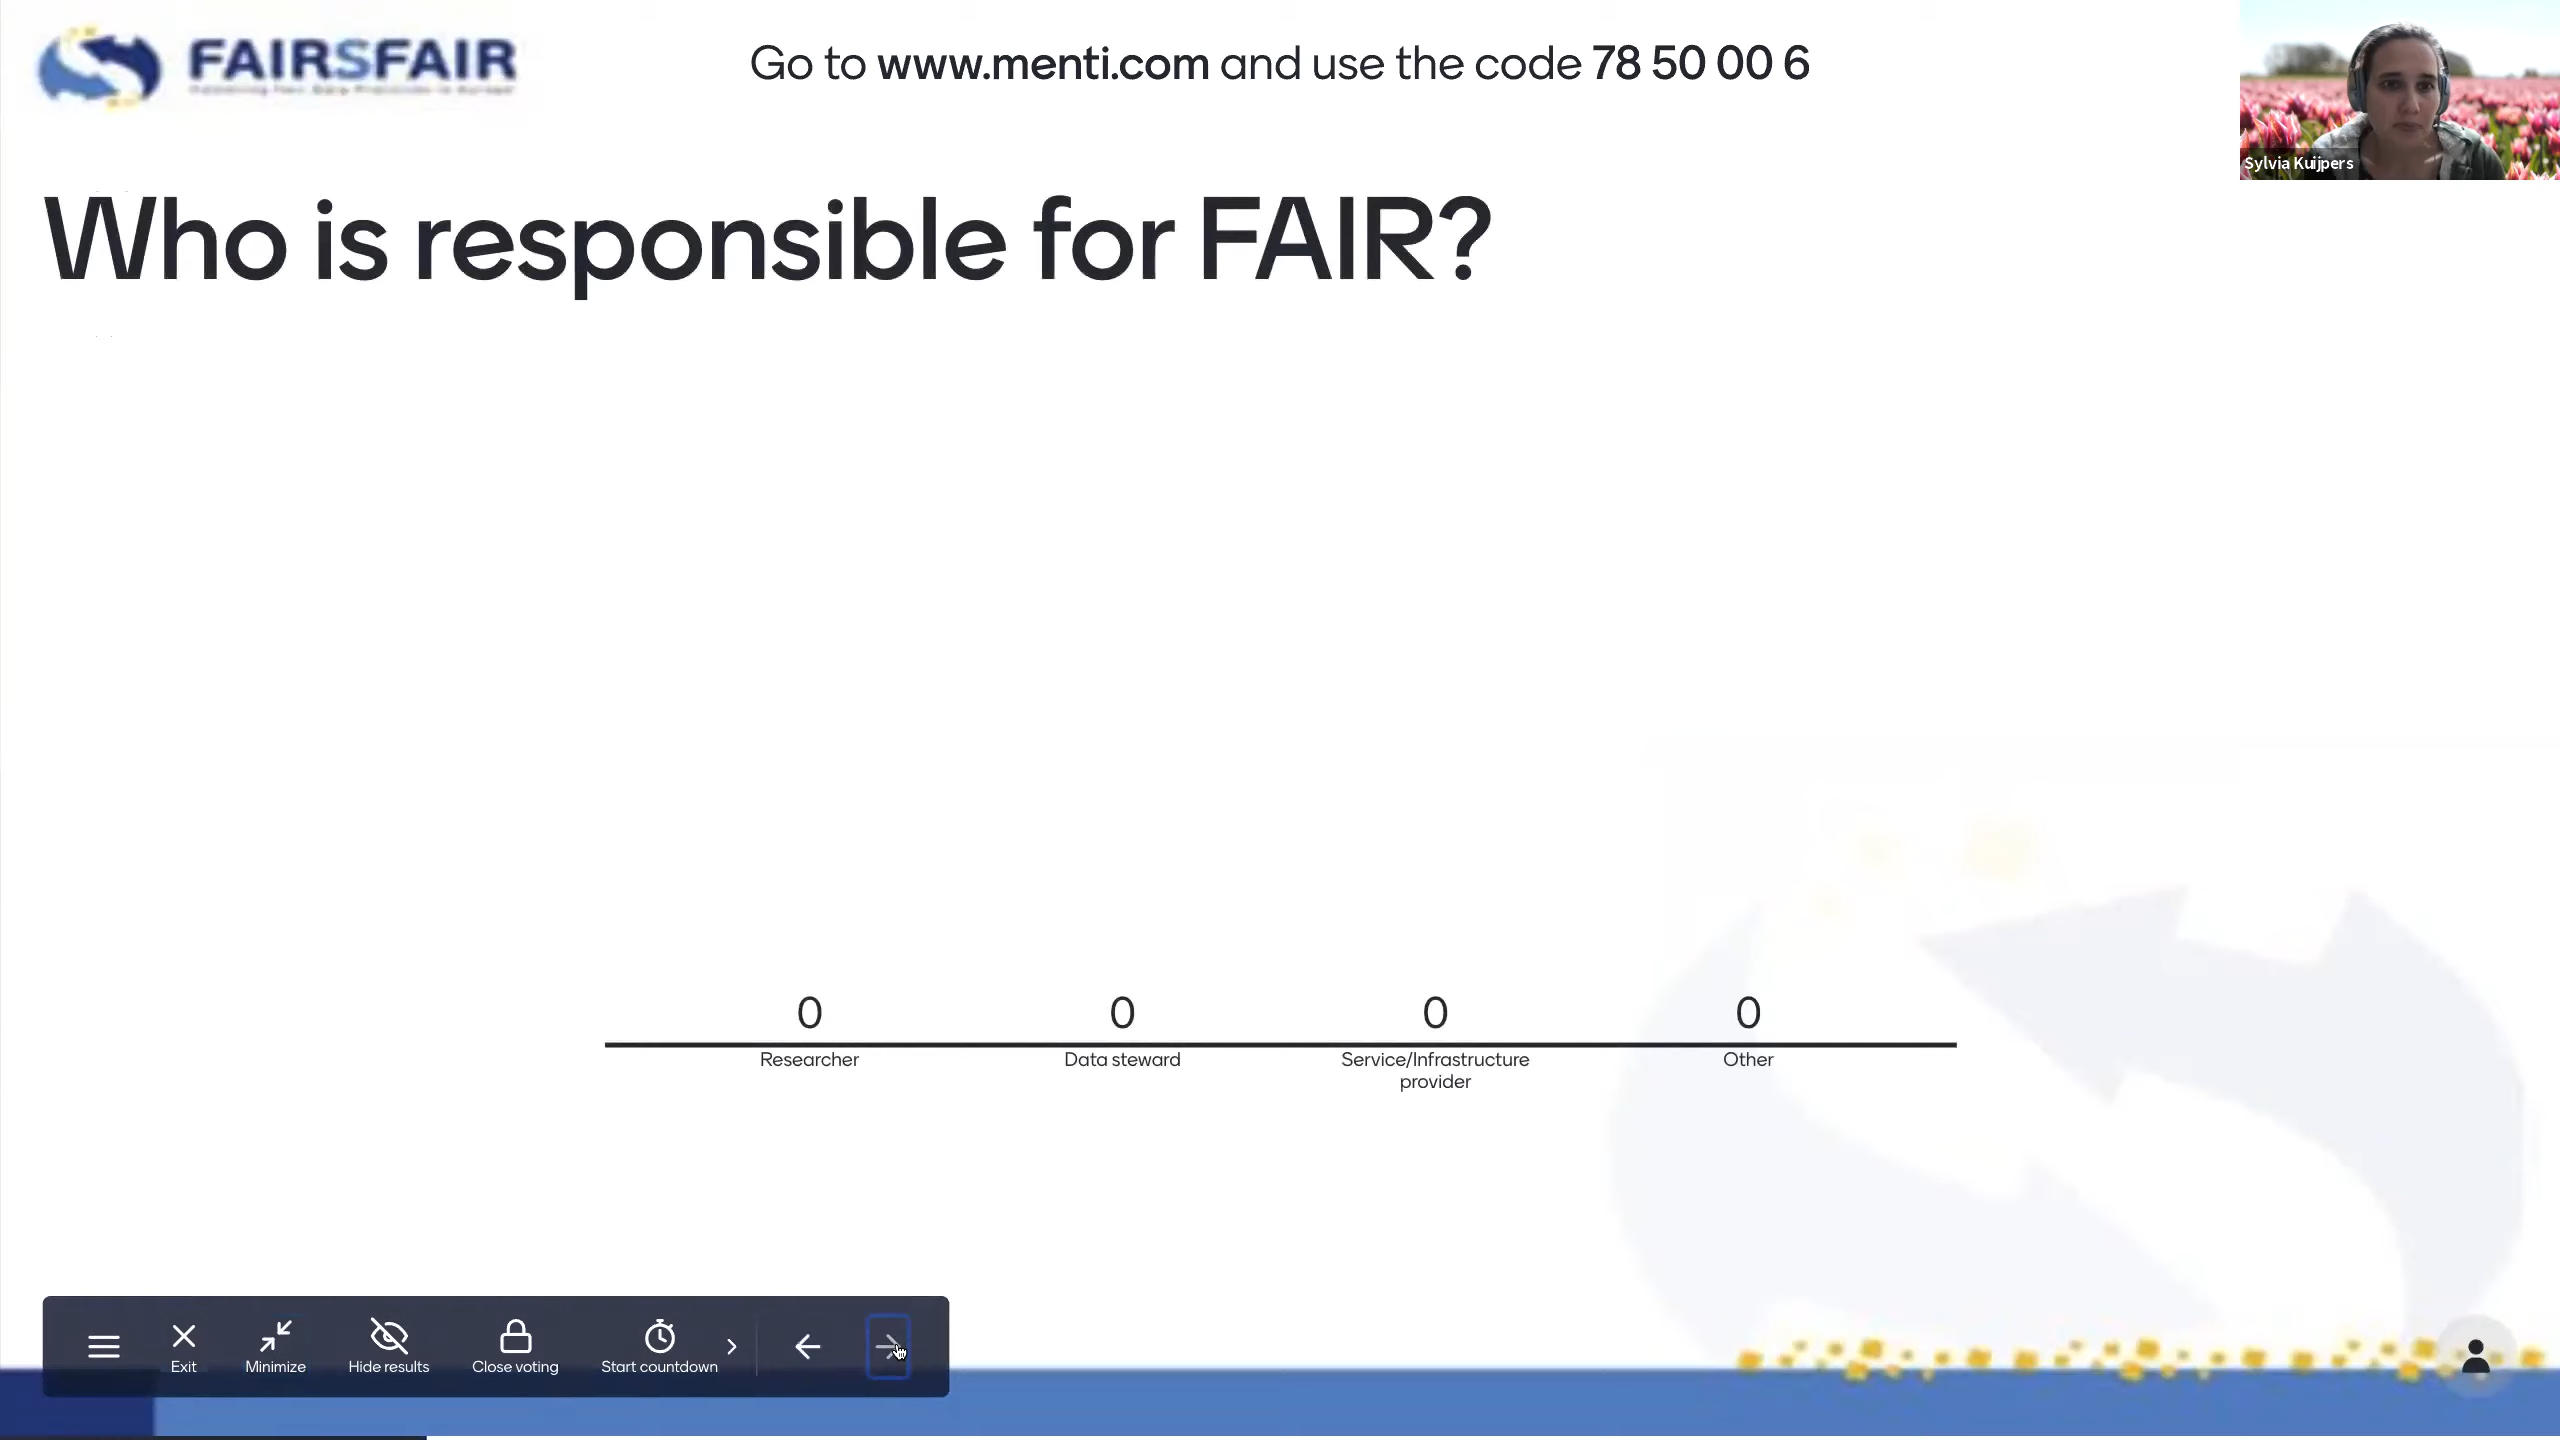 FAIRSFAIR
Go to www.menti.com and use the code 78 50 00 6
Sylvia Kuijpers
Who is responsible for FAIR?
0 0 0 0
Researcher Data steward Service/Infrastructure provider Other
Exit Minimize Hide results Close voting Start countdown